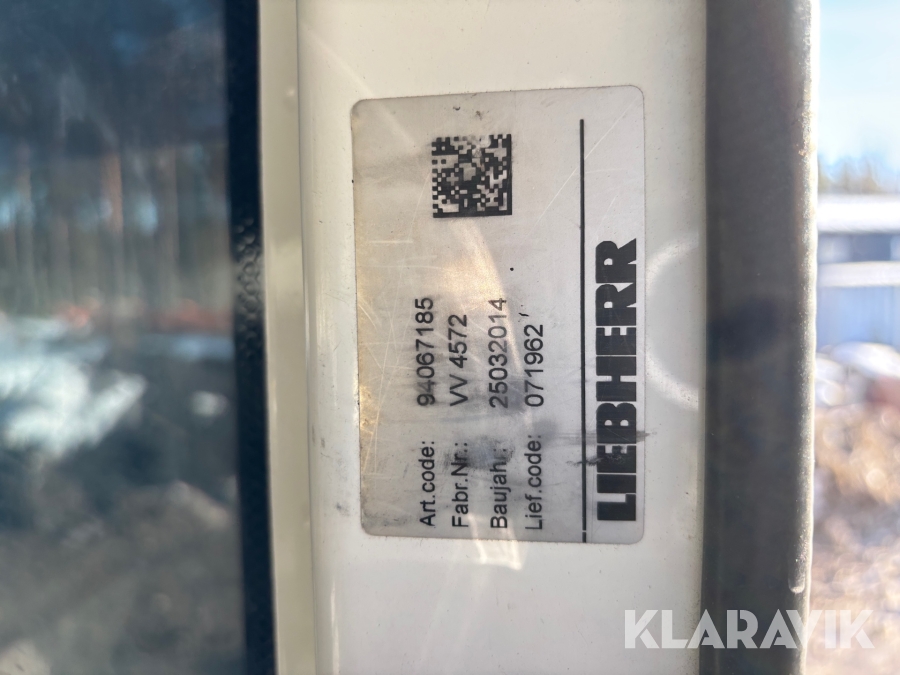 Art.code: 94067185
Fabr.Nr.: VV 4572
Baujahr.: 25032014
Lief.code: 071962
LIEBHERR
KLARAVIK